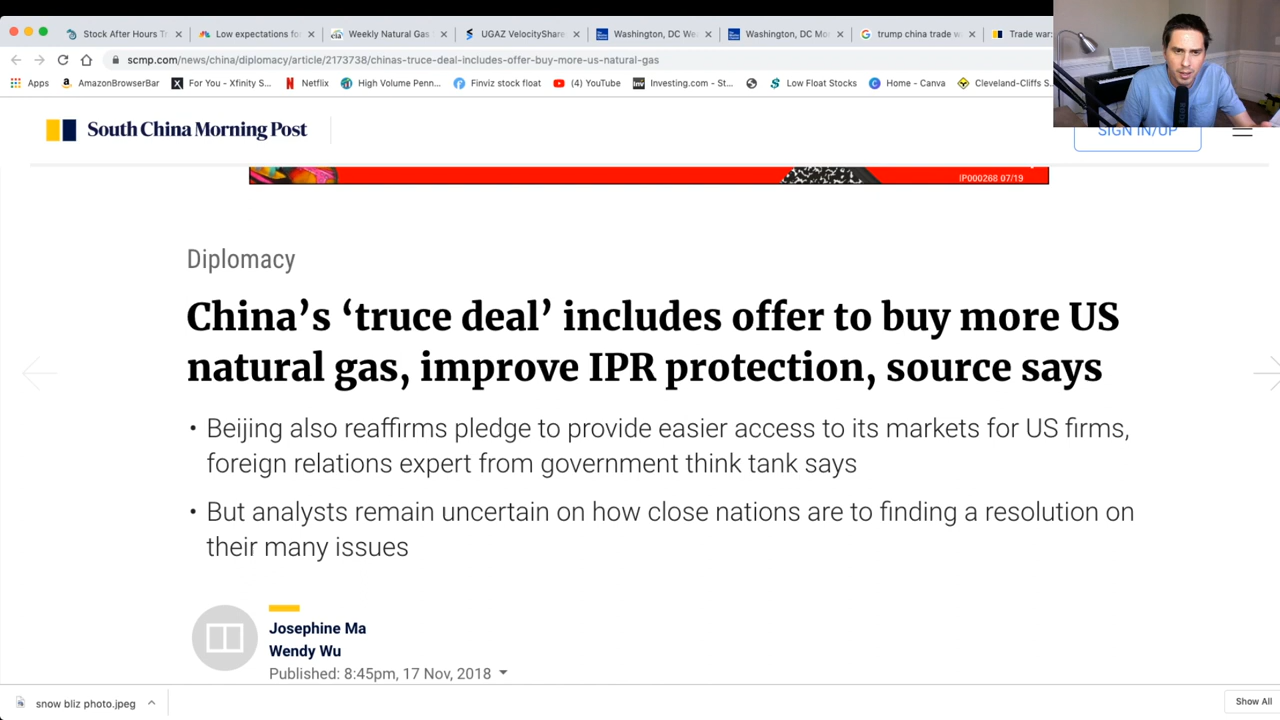 Stock After Hours Tr
Low expectations fo
Weekly Natural Gas
UGAZ VelocityShare
Washington, DC We
Washington, DC Mo
trump china trade w
Trade war:
scmp.com/news/china/diplomacy/article/2173738/chinas-truce-deal-includes-offer-buy-more-us-natural-gas
Apps
AmazonBrowserBar
For You - Xfinity S...
Netflix
High Volume Penn...
Finviz stock float
(4) YouTube
Investing.com - St...
Low Float Stocks
Home - Canva
Cleveland-Cliffs S
South China Morning Post
SIGN IN/UP
IP000268 07/19
Diplomacy
China's 'truce deal' includes offer to buy more US
natural gas, improve IPR protection, source says
• Beijing also reaffirms pledge to provide easier access to its markets for US firms,
foreign relations expert from government think tank says
• But analysts remain uncertain on how close nations are to finding a resolution on
their many issues
Josephine Ma
Wendy Wu
Published: 8:45pm, 17 Nov, 2018
snow bliz photo.jpeg
Show All